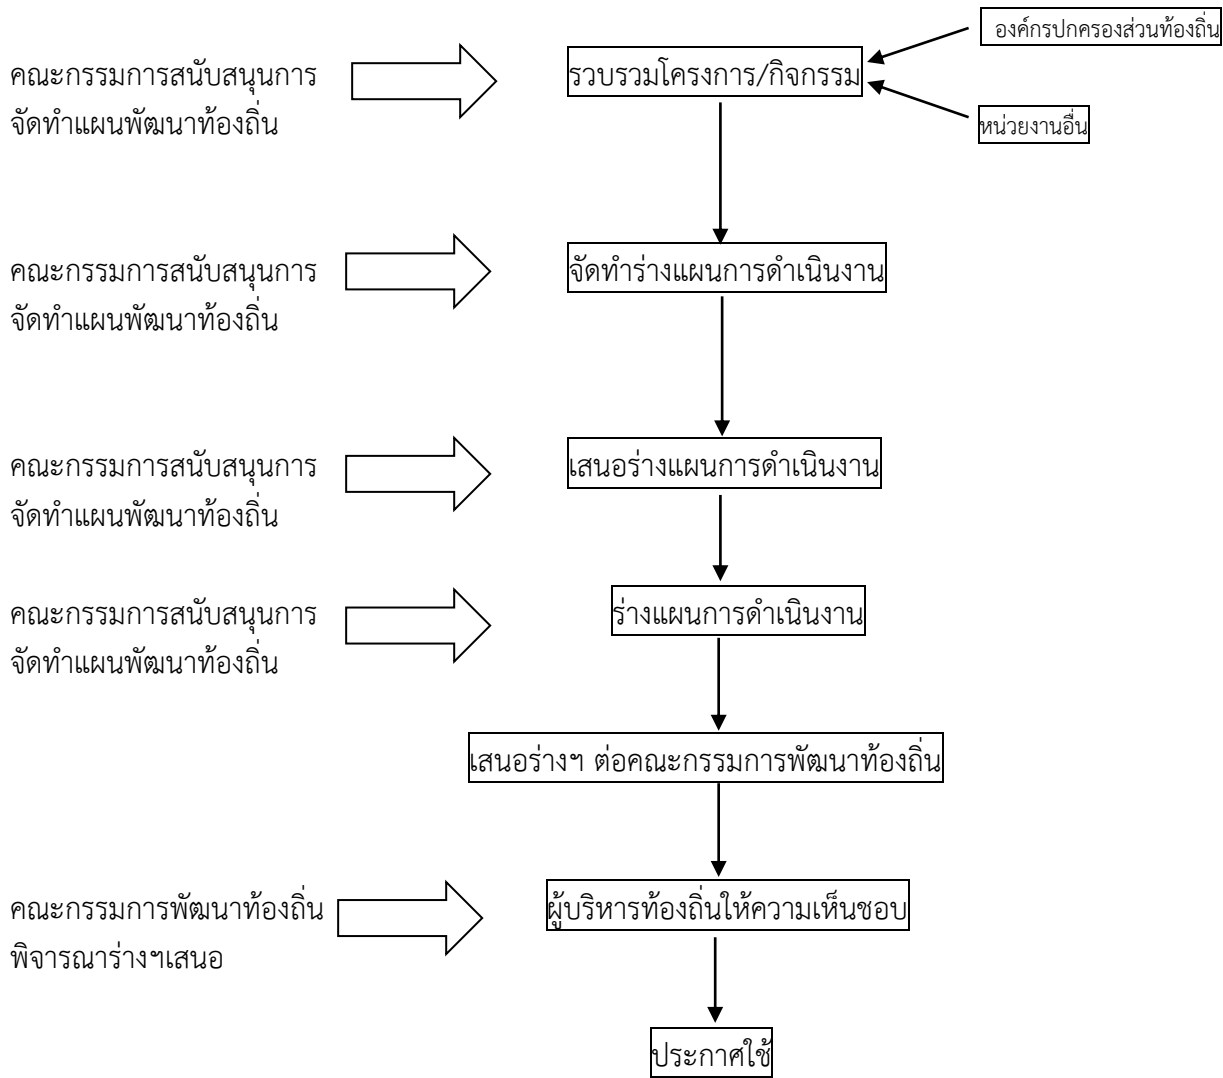 องค์กรปกครองส่วนท้องถิ่น
คณะกรรมการสนับสนุนการ
จัดทำแผนพัฒนาท้องถิ่น
รวบรวมโครงการ/กิจกรรม
หน่วยงานอื่น
คณะกรรมการสนับสนุนการ
จัดทำแผนพัฒนาท้องถิ่น
จัดทำร่างแผนการดำเนินงาน
คณะกรรมการสนับสนุนการ
จัดทำแผนพัฒนาท้องถิ่น
เสนอร่างแผนการดำเนินงาน
คณะกรรมการสนับสนุนการ
จัดทำแผนพัฒนาท้องถิ่น
ร่างแผนการดำเนินงาน
เสนอร่างฯ ต่อคณะกรรมการพัฒนาท้องถิ่น
คณะกรรมการพัฒนาท้องถิ่น
พิจารณาร่างฯเสนอ
ผู้บริหารท้องถิ่นให้ความเห็นชอบ
ประกาศใช้